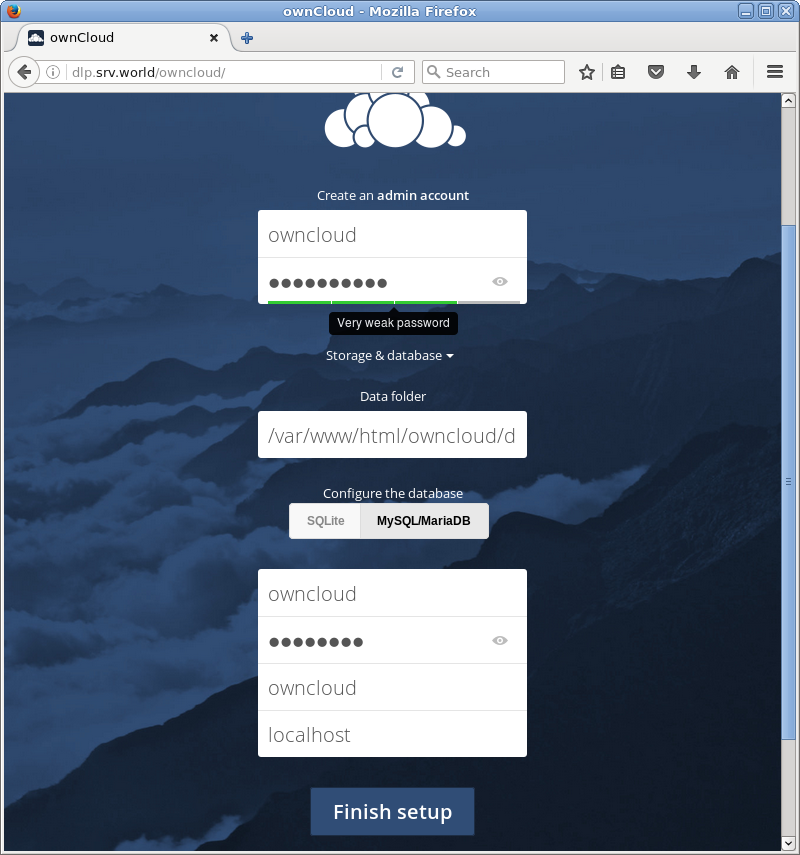 ownCloud - Mozilla Firefox
ownCloud
dlp.srv.world/owncloud/
Search
Create an admin account
owncloud
●●●●●●●●●●
Very weak password
Storage & database
Data folder
/var/www/html/owncloud/d
Configure the database
SQLite MySQL/MariaDB
owncloud
●●●●●●●●
owncloud
localhost
Finish setup